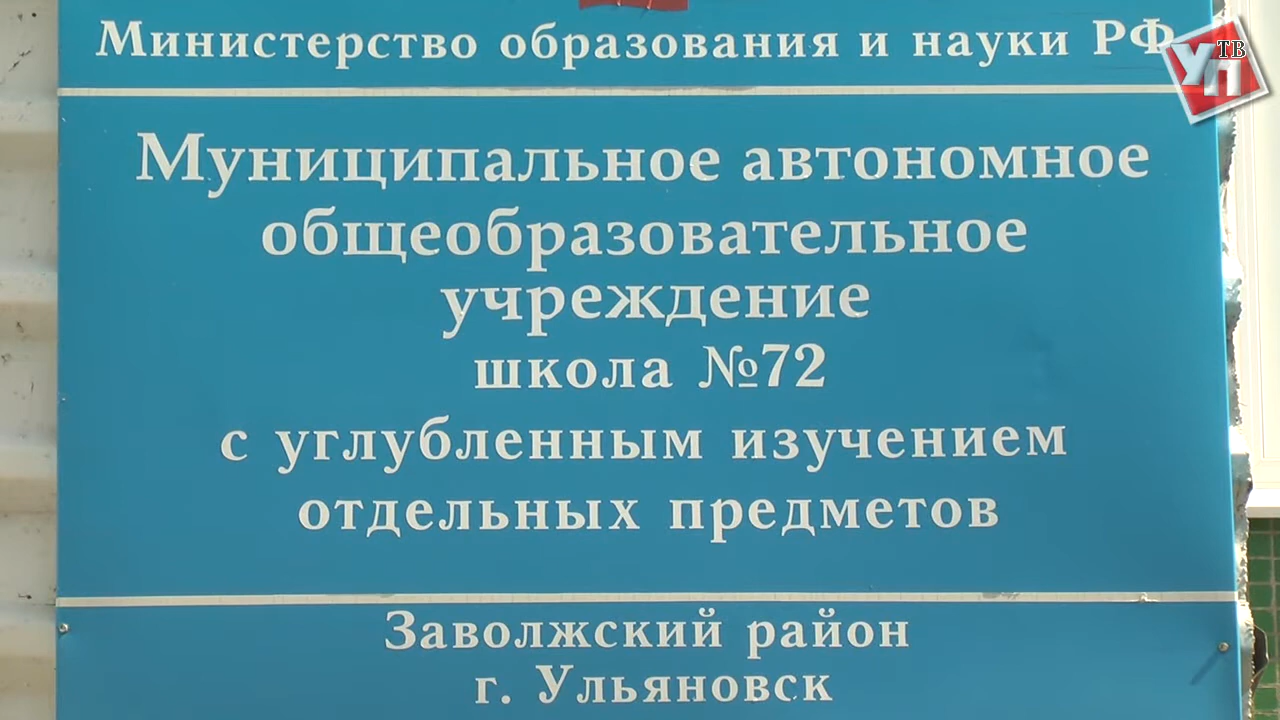 Министерство образования и науки РФ
УП ТВ
Муниципальное автономное
общеобразовательное
учреждение
школа №72
с углубленным изучением
отдельных предметов
Заволжский район
г. Ульяновск